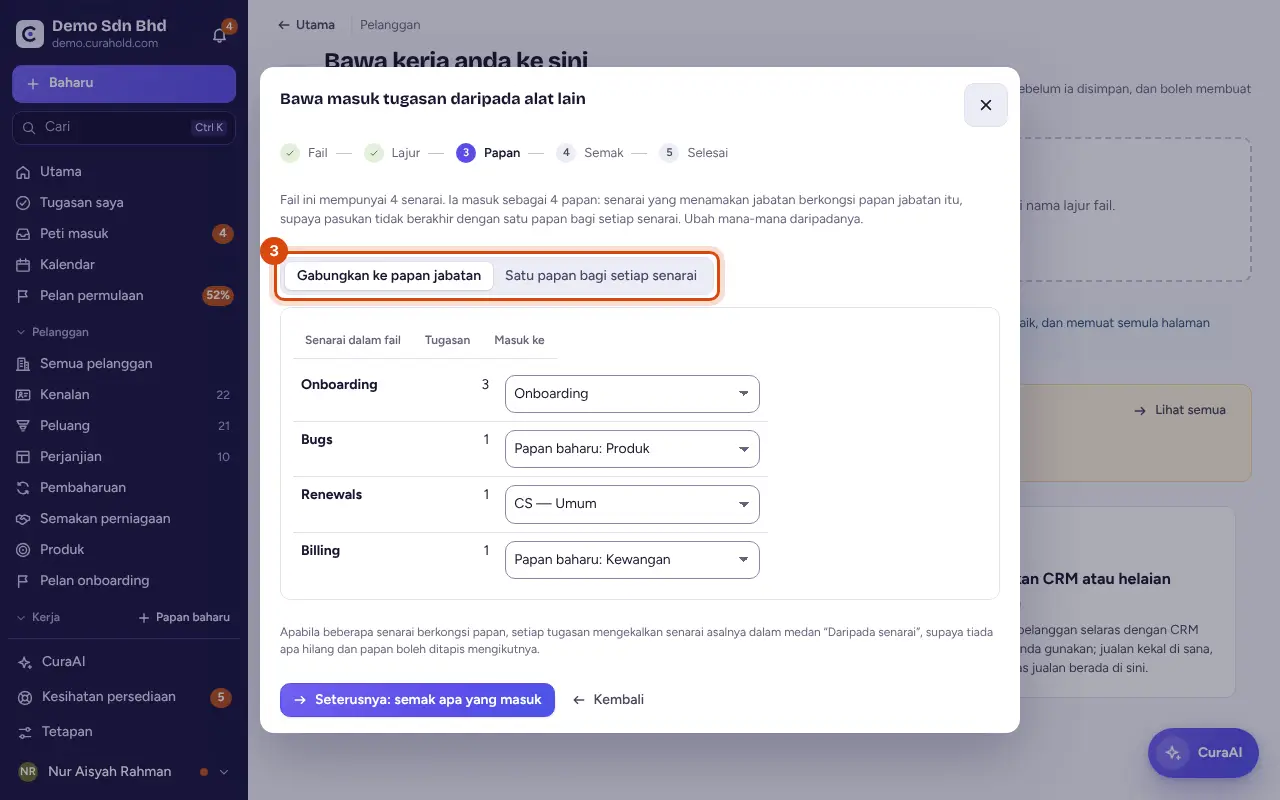 Demo Sdn Bhd
demo.curahold.com
4
Baharu
Cari
Ctrl K
Utama
Tugasan saya
Peti masuk
4
Kalendar
Pelan permulaan
52%
Pelanggan
Semua pelanggan
Kenalan
22
Peluang
21
Perjanjian
10
Pembaharuan
Semakan perniagaan
Produk
Pelan onboarding
Kerja
Papan baharu
CuraAI
Kesihatan persediaan
5
Tetapan
NR
Nur Aisyah Rahman
Utama
Pelanggan
Bawa kerja anda ke sini
ebelum ia disimpan, dan boleh membuat
i nama lajur fail.
aik, dan memuat semula halaman
Lihat semua
kan CRM atau helaian
pelanggan selaras dengan CRM
nda gunakan; jualan kekal di sana,
as jualan berada di sini.
CuraAI
Bawa masuk tugasan daripada alat lain
Fail
Lajur
3
Papan
4
Semak
5
Selesai
Fail ini mempunyai 4 senarai. Ia masuk sebagai 4 papan: senarai yang menamakan jabatan berkongsi papan jabatan itu,
supaya pasukan tidak berakhir dengan satu papan bagi setiap senarai. Ubah mana-mana daripadanya.
3
Gabungkan ke papan jabatan
Satu papan bagi setiap senarai
Senarai dalam fail
Tugasan
Masuk ke
Onboarding
3
Onboarding
Bugs
1
Papan baharu: Produk
Renewals
1
CS — Umum
Billing
1
Papan baharu: Kewangan
Apabila beberapa senarai berkongsi papan, setiap tugasan mengekalkan senarai asalnya dalam medan “Daripada senarai”, supaya tiada
apa hilang dan papan boleh ditapis mengikutnya.
Seterusnya: semak apa yang masuk
Kembali